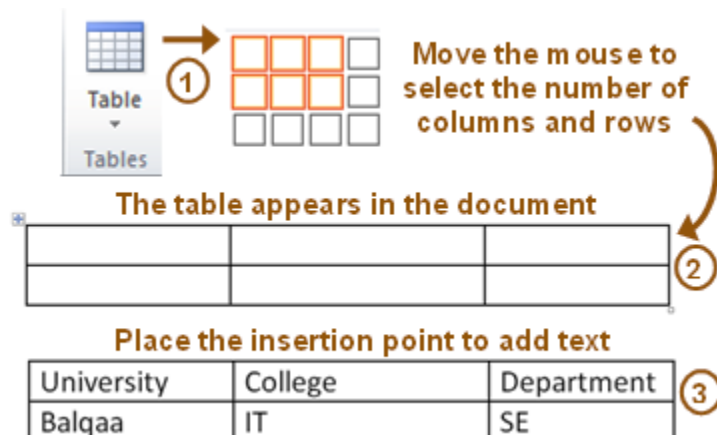 Table
Tables
1
Move the mouse to
select the number of
columns and rows
The table appears in the document
2
Place the insertion point to add text
University College Department
3
Balqaa IT SE